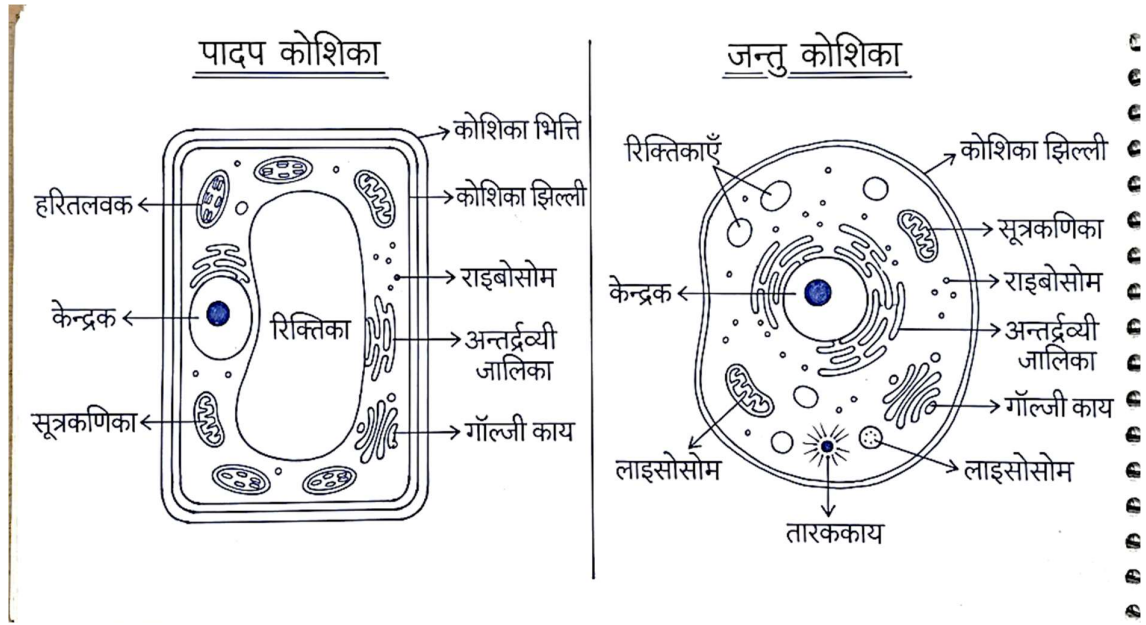 पादप कोशिका
कोशिका भित्ति
हरितलवक
कोशिका झिल्ली
राइबोसोम
केन्द्रक
रिक्तिका
अन्तर्द्रव्यी
जालिका
सूत्रकणिका
गॉल्जी काय
जन्तु कोशिका
रिक्तिकाएँ
कोशिका झिल्ली
सूत्रकणिका
राइबोसोम
केन्द्रक
अन्तर्द्रव्यी
जालिका
गॉल्जी काय
लाइसोसोम
लाइसोसोम
तारककाय